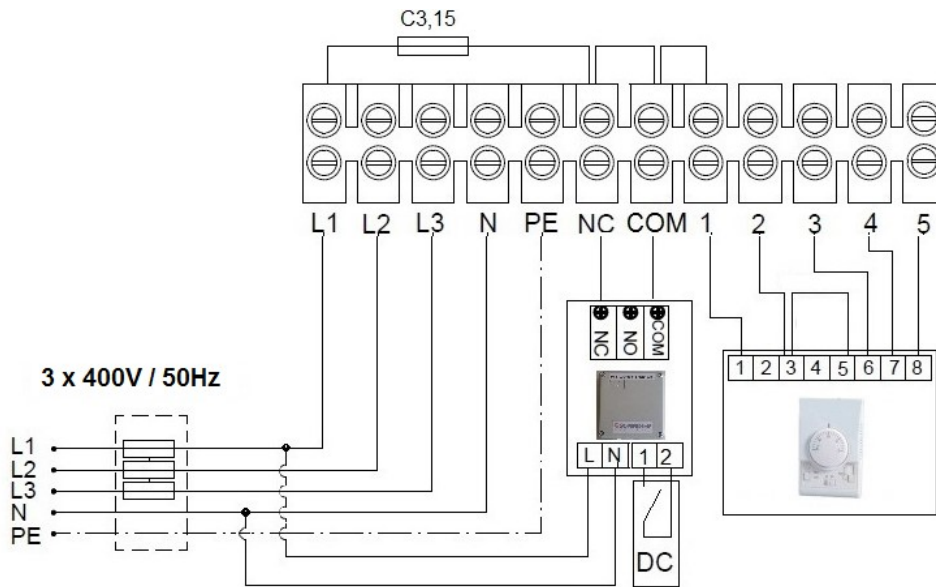 C3,15
L1 L2 L3 N PE NC COM 1 2 3 4 5
NC NO COM
1 2 3 4 5 6 7 8
3 x 400V / 50Hz
L1
L2
L3
N
PE
L N 1 2
DC